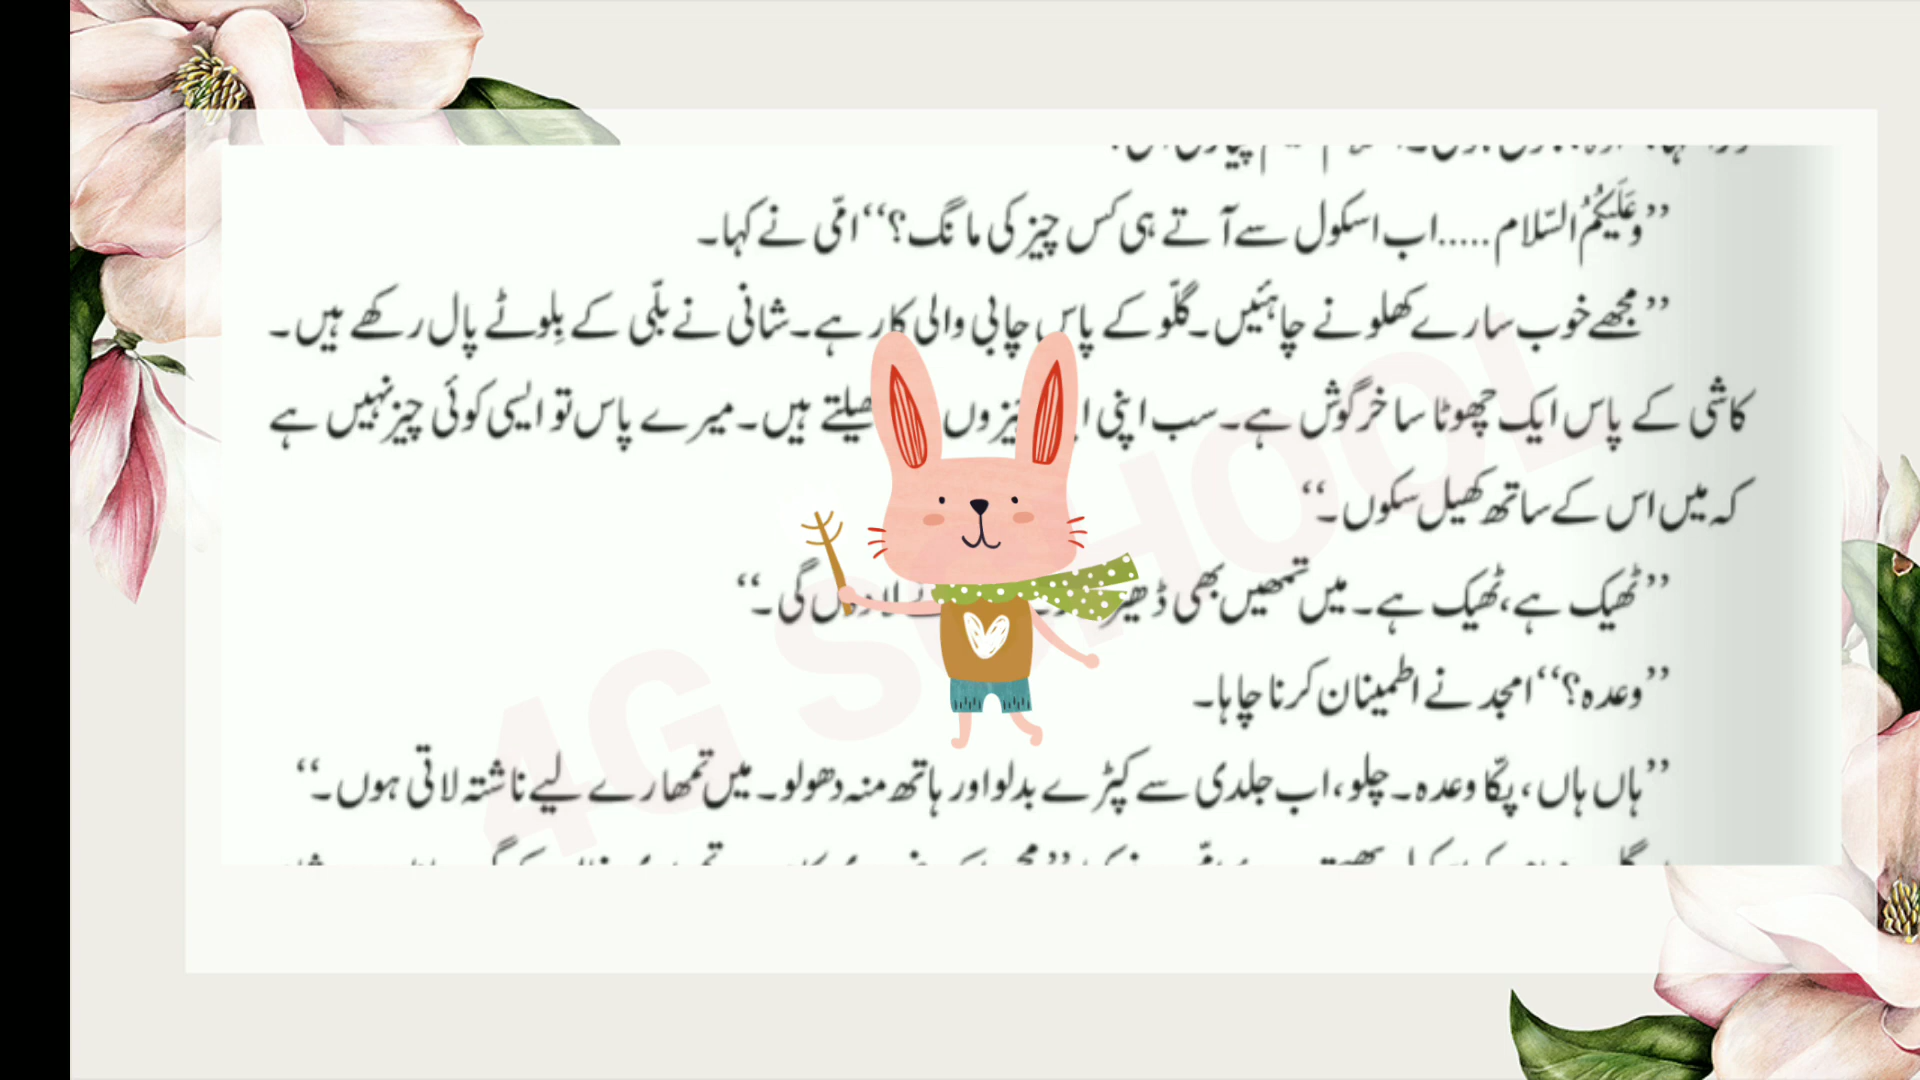 ’’وَعَلَیکُمُ السّلام.....اب اسکول سے آتے ہی کس چیز کی مانگ؟‘‘امّی نے کہا۔
’’مجھے خوب سارے کھلونے چاہئیں۔گلّو کے پاس چابی والی کار ہے۔شانی نے بلّی کے بِلوٹے پال رکھے ہیں۔
کاشی کے پاس ایک چھوٹا سا خرگوش ہے۔سب اپنی ہیں۔میرے پاس تو ایسی کوئی چیز نہیں ہے
کہ میں اس کے ساتھ کھیل سکوں۔‘‘
’’ٹھیک ہے،ٹھیک ہے۔میں تمھیں بھی ڈھیر گی۔‘‘
’’وعدہ؟‘‘امجد نے اطمینان کرنا چاہا۔
’’ہاں ہاں، پکّا وعدہ۔چلو،اب جلدی سے کپڑے بدلو اور ہاتھ منہ دھولو۔میں تمھارے لیے ناشتہ لاتی ہوں۔‘‘
4G SCHOOL